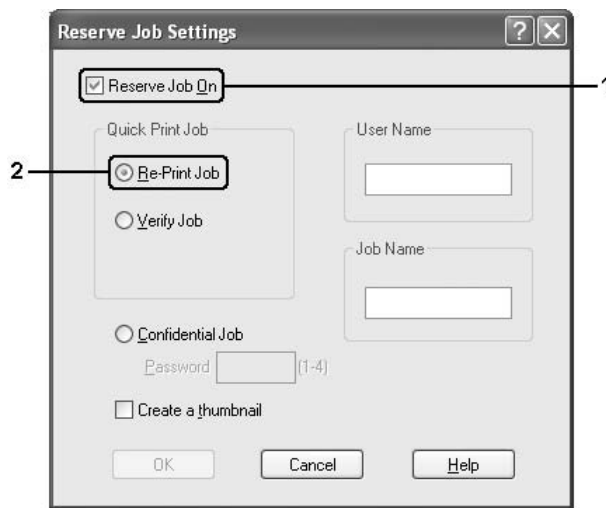 Reserve Job Settings
Reserve Job On
1
Quick Print Job
User Name
2
Re-Print Job
Verify Job
Job Name
Confidential Job
Password
(1-4)
Create a thumbnail
OK
Cancel
Help